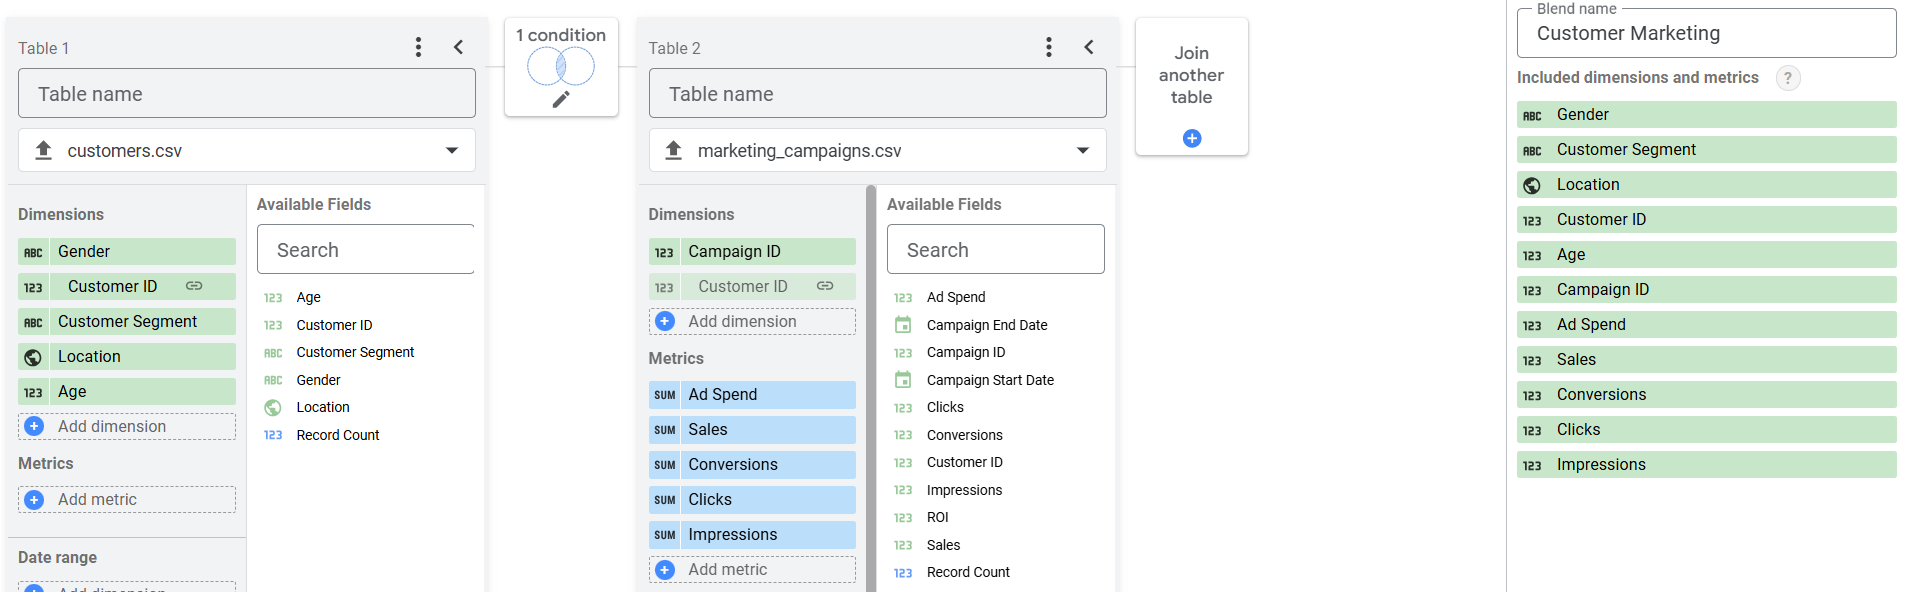 Table 1
Table name
customers.csv
Dimensions
ABC Gender
123 Customer ID
ABC Customer Segment
Location
123 Age
Add dimension
Metrics
Add metric
Date range
Add dimension
Available Fields
Search
123 Age
123 Customer ID
ABC Customer Segment
ABC Gender
Location
123 Record Count
1 condition
Table 2
Table name
marketing_campaigns.csv
Dimensions
123 Campaign ID
123 Customer ID
Add dimension
Metrics
SUM Ad Spend
SUM Sales
SUM Conversions
SUM Clicks
SUM Impressions
Add metric
Available Fields
Search
123 Ad Spend
Campaign End Date
123 Campaign ID
Campaign Start Date
123 Clicks
123 Conversions
123 Customer ID
123 Impressions
123 ROI
123 Sales
123 Record Count
Join
another
table
Blend name
Customer Marketing
Included dimensions and metrics ?
ABC Gender
ABC Customer Segment
Location
123 Customer ID
123 Age
123 Campaign ID
123 Ad Spend
123 Sales
123 Conversions
123 Clicks
123 Impressions